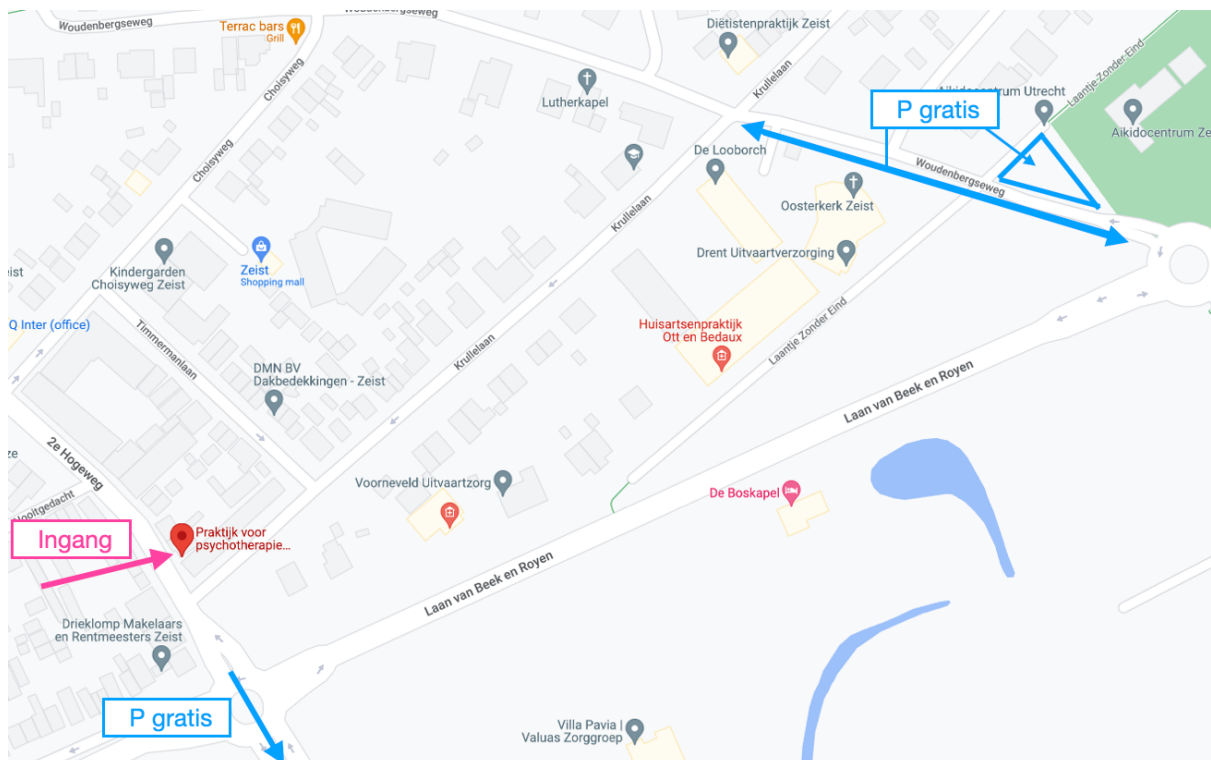 Woudenbergseweg
Terrac bars
Grill
Woudenbergseweg
Diëtistenpraktijk Zeist
Krullelaan
Laantje Zonder Eind
Choisyweg
Lutherkapel
P gratis
Aikidocentrum Utrecht
Aikidocentrum Ze
De Looborch
Woudenbergseweg
Choisyweg
Oosterkerk Zeist
Krullelaan
Drent Uitvaartverzorging
Kindergarden
Choisyweg Zeist
Zeist
Shopping mall
eist
Q Inter (office)
Huisartsenpraktijk
Ott en Bedaux
Laantje Zonder Eind
Timmermanlaan
Krullelaan
DMN BV
Dakbedekkingen - Zeist
Laan van Beek en Royen
2e Hogeweg
ze
Nooitgedacht
Voorneveld Uitvaartzorg
De Boskapel
Ingang
Praktijk voor
psychotherapie...
Laan van Beek en Royen
Drieklomp Makelaars
en Rentmeesters Zeist
P gratis
Villa Pavia |
Valuas Zorggroep